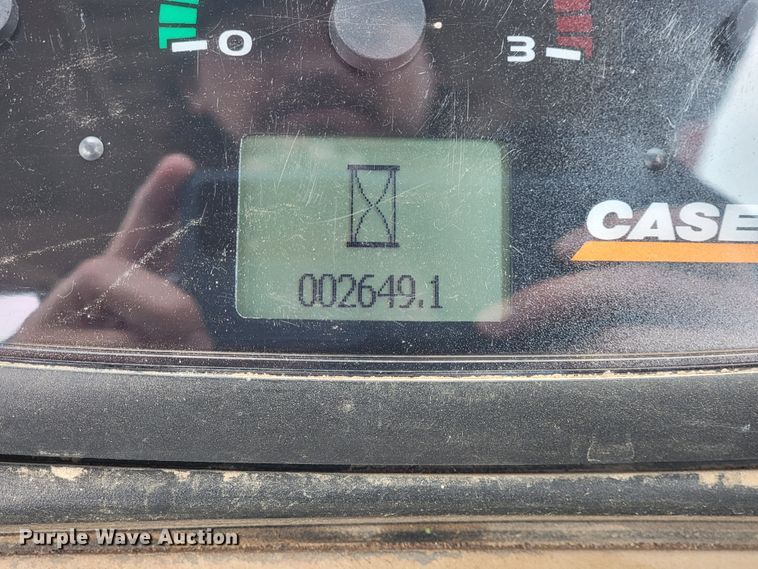 0 3
CASE
002649.1
Purple Wave Auction